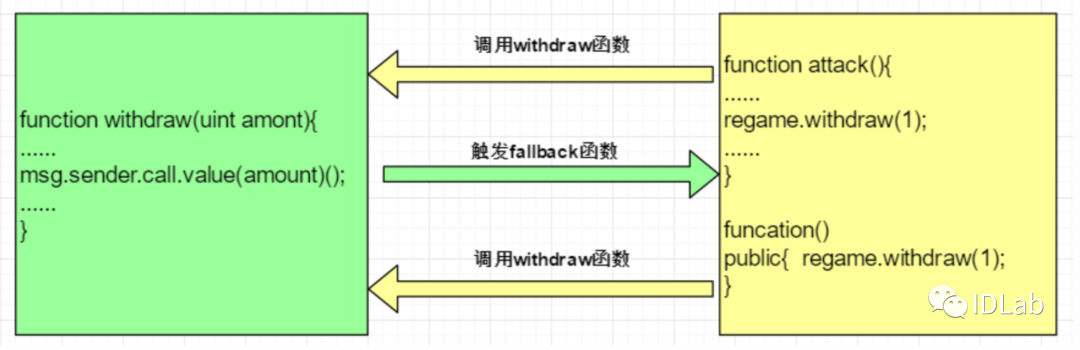 function withdraw(uint amont){
......
msg.sender.call.value(amount)();
......
}
调用withdraw函数
触发fallback函数
调用withdraw函数
function attack(){
......
regame.withdraw(1);
......
}
funcation()
public{  regame.withdraw(1);
}
IDLab